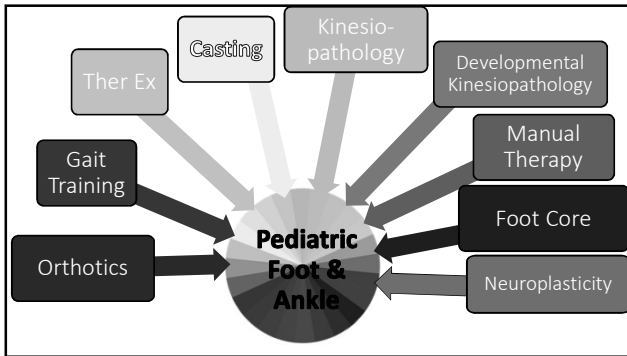 Kinesio-
pathology
Casting
Developmental
Kinesiopathology
Ther Ex
Manual
Therapy
Gait
Training
Foot Core
Pediatric
Foot &
Ankle
Orthotics
Neuroplasticity